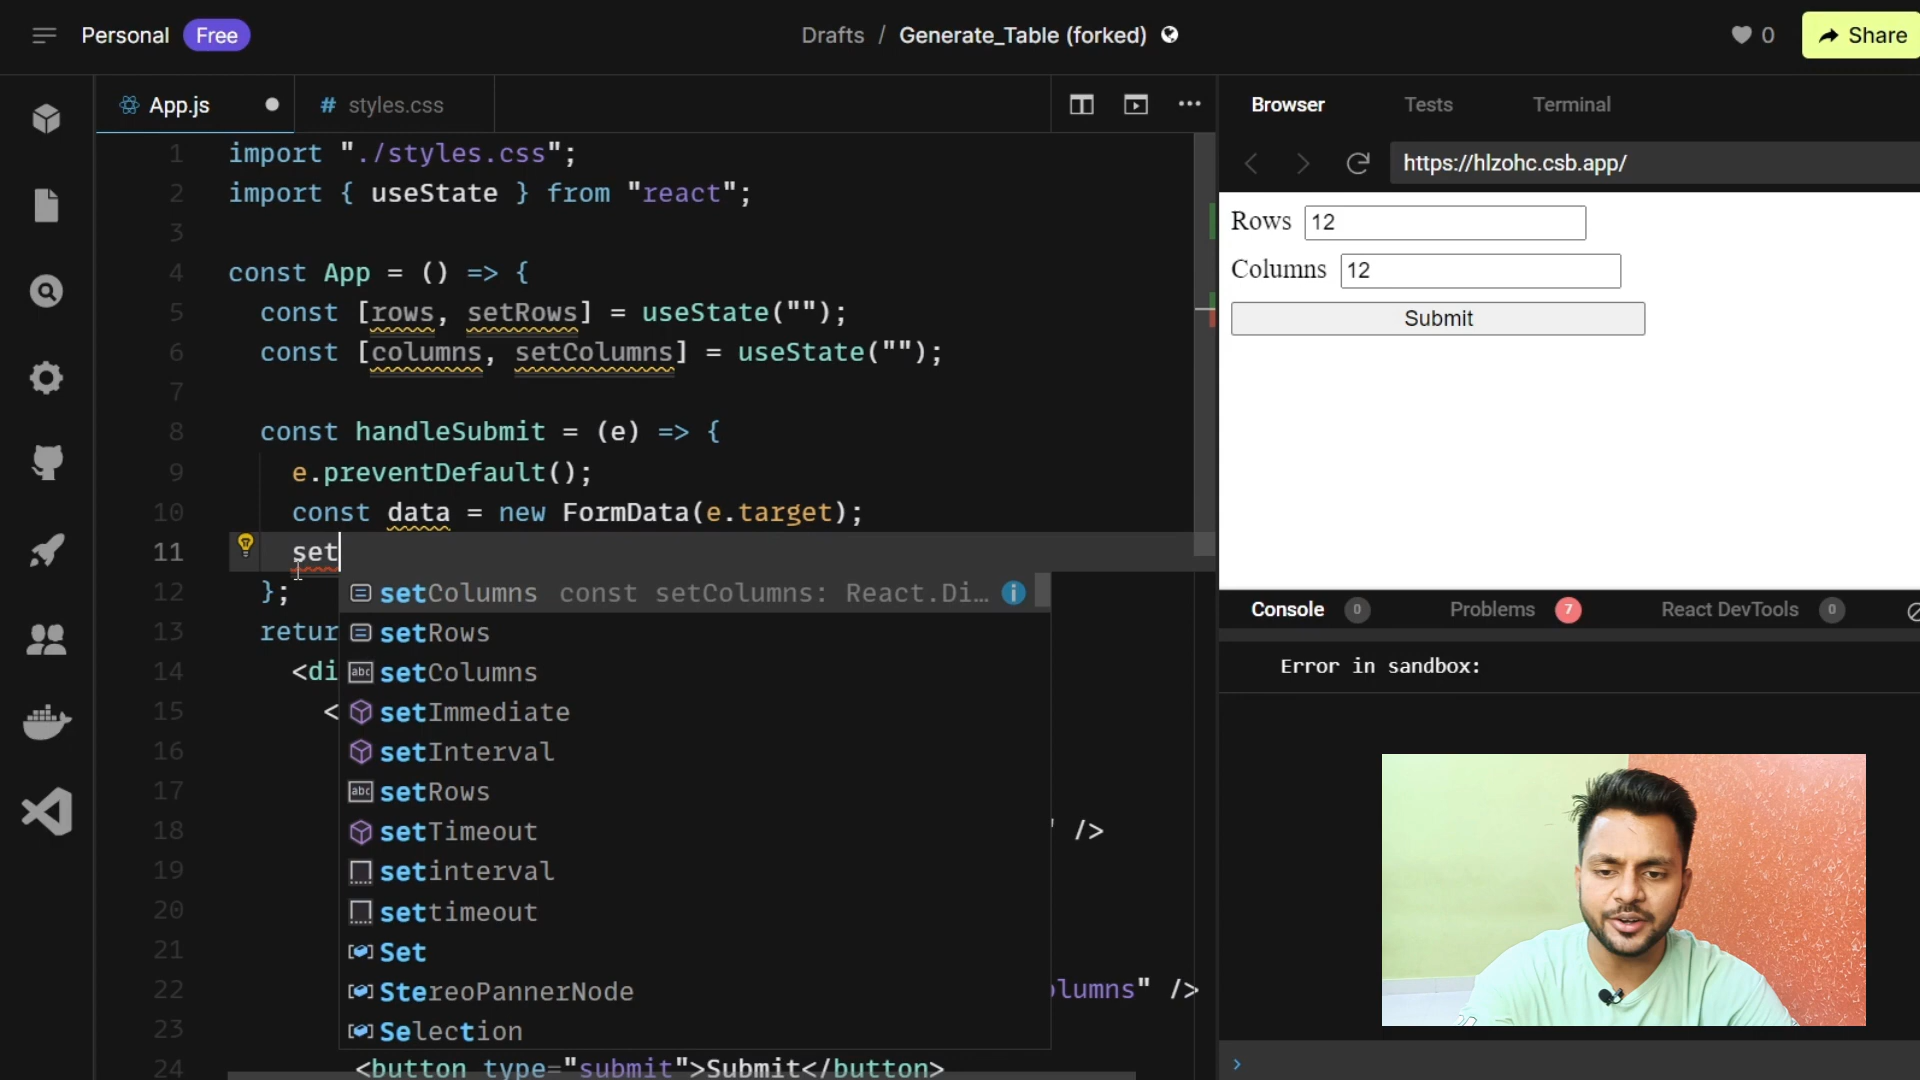 Personal Free Drafts / Generate_Table (forked) 0 Share
App.js # styles.css
Browser Tests Terminal
https://hlzohc.csb.app/
1 import "./styles.css";
2 import { useState } from "react";
3
4 const App = () => {
5 const [rows, setRows] = useState("");
6 const [columns, setColumns] = useState("");
7
8 const handleSubmit = (e) => {
9 e.preventDefault();
10 const data = new FormData(e.target);
11 set
12 };
13 retur
14 <di
15 <
16
17
18 " />
19
20
21
22 olumns" />
23
24 <button type="submit">Submit</button>
setColumns const setColumns: React.Di…
setRows
abc setColumns
setImmediate
setInterval
abc setRows
setTimeout
setinterval
settimeout
Set
StereoPannerNode
Selection
Rows 12
Columns 12
Submit
Console 0 Problems 7 React DevTools 0
Error in sandbox: